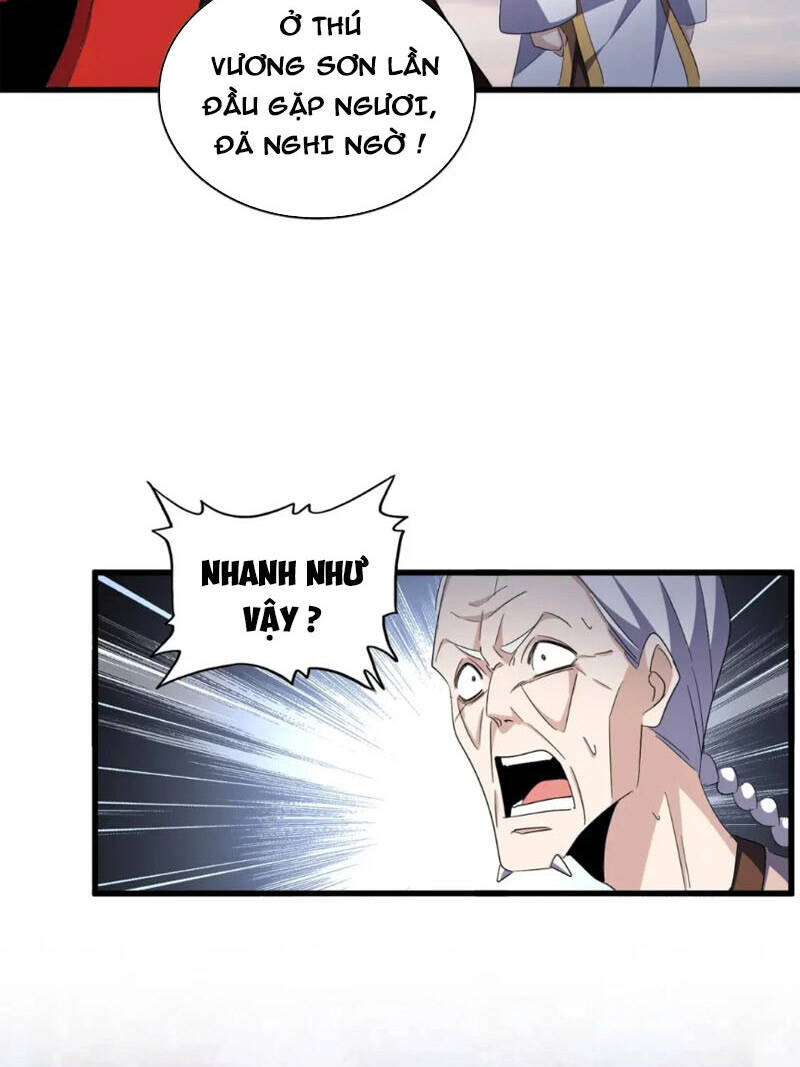 Ở THÚ
VƯƠNG SƠN LẦN
ĐẦU GẶP NGƯƠI,
ĐÃ NGHI NGỜ !
NHANH NHƯ
VẬY ?